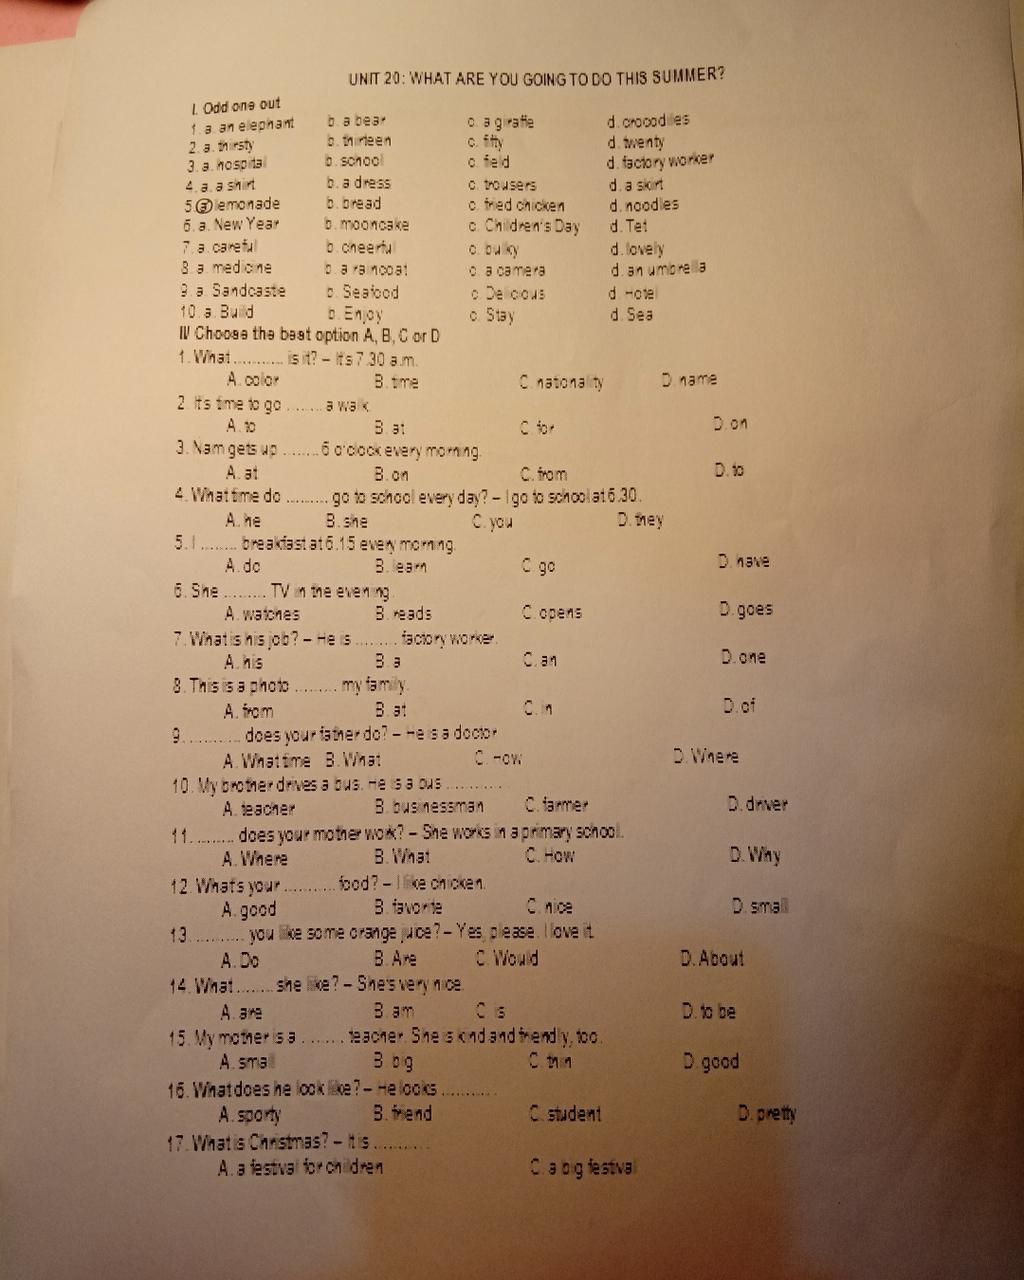 UNIT 20: WHAT ARE YOU GOING TO DO THIS SUMMER?
I. Odd one out
1. a. an elephant b. a bear c. a giraffe d. crocodiles
2. a. thirsty b. thirteen c. fifty d. twenty
3. a. hospital b. school c. field d. factory worker
4. a. a shirt b. a dress c. trousers d. a skirt
5. a lemonade b. bread c. fried chicken d. noodles
6. a. New Year b. mooncake c. Children's Day d. Tet
7. a. careful b. cheerful c. bulky d. lovely
8. a. medicine b. a raincoat c. a camera d. an umbrella
9. a. Sandcastle b. Seafood c. Delicious d. Hotel
10. a. Build b. Enjoy c. Stay d. Sea
II/ Choose the best option A, B, C or D
1. What ........... is it? – It's 7.30 a.m.
A. color B. time C. nationality D. name
2. It's time to go ........ a walk.
A. to B. at C. for D. on
3. Nam gets up ........ 6 o'clock every morning.
A. at B. on C. from D. to
4. What time do .......... go to school every day? – I go to school at 6.30.
A. he B. she C. you D. they
5. I ......... breakfast at 6.15 every morning.
A. do B. learn C. go D. have
6. She .......... TV in the evening.
A. watches B. reads C. opens D. goes
7. What is his job? – He is .......... factory worker.
A. his B. a C. an D. one
8. This is a photo .......... my family.
A. from B. at C. in D. of
9. ............ does your father do? – He is a doctor
A. What time B. What C. How D. Where
10. My brother drives a bus. He is a bus ..............
A. teacher B. businessman C. farmer D. driver
11. ......... does your mother work? – She works in a primary school.
A. Where B. What C. How D. Why
12. What's your ............ food? – I like chicken.
A. good B. favorite C. nice D. small
13. ............ you like some orange juice? – Yes, please. I love it.
A. Do B. Are C. Would D. About
14. What ........ she like? – She's very nice.
A. are B. am C. is D. to be
15. My mother is a ......... teacher. She is kind and friendly, too.
A. small B. big C. thin D. good
16. What does he look like? – He looks ............
A. sporty B. friend C. student D. pretty
17. What is Christmas? – It is ............
A. a festival for children C. a big festival